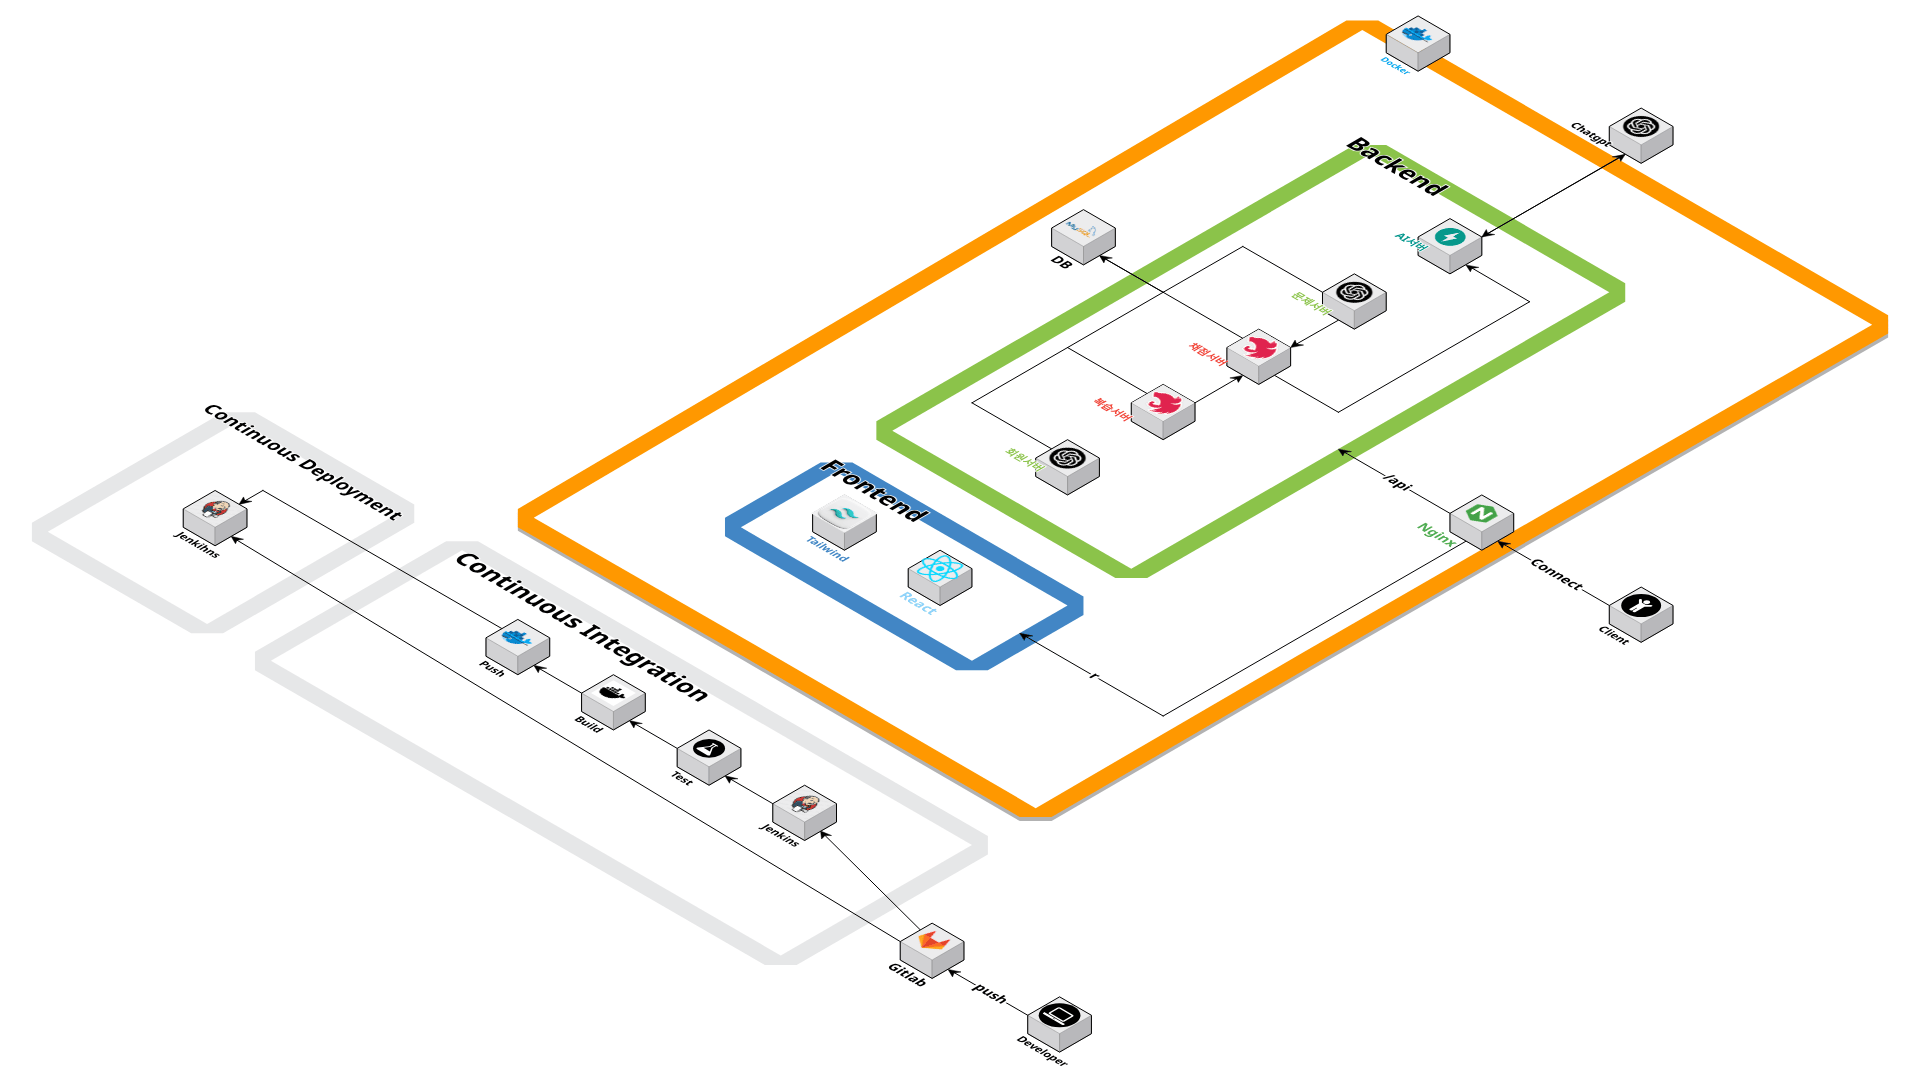 Docker
Chatgpt
Backend
AI서버
MySQL
DB
문제서버
채점서버
복습서버
회원서버
Frontend
Tailwind
React
/api
Nginx
Connect
Client
r
Continuous Deployment
Jenkihns
Continuous Integration
Push
Build
Test
Jenkins
Gitlab
push
Developer